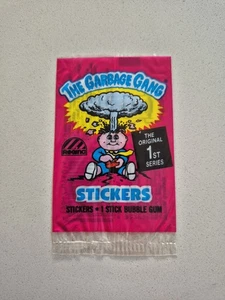 THE GARBAGE GANG
THE
ORIGINAL
1ST
SERIES
STICKERS
STICKERS + 1 STICK BUBBLE GUM